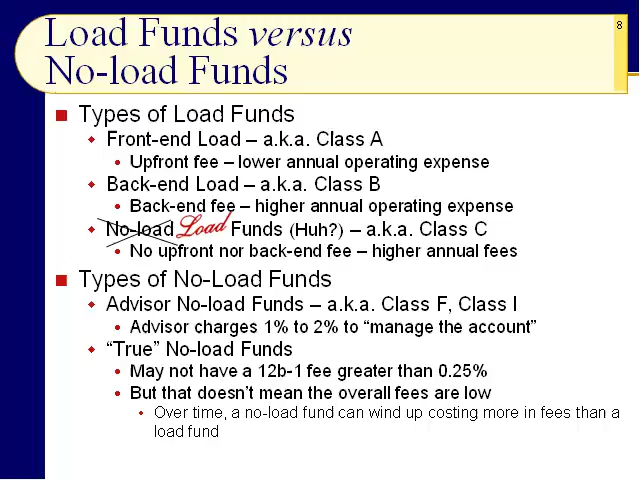 Load Funds versus
No-load Funds
8
■ Types of Load Funds
Front-end Load – a.k.a. Class A
• Upfront fee – lower annual operating expense
Back-end Load – a.k.a. Class B
• Back-end fee – higher annual operating expense
No-load Load Funds (Huh?) – a.k.a. Class C
• No upfront nor back-end fee – higher annual fees
■ Types of No-Load Funds
Advisor No-load Funds – a.k.a. Class F, Class I
• Advisor charges 1% to 2% to “manage the account”
“True” No-load Funds
• May not have a 12b-1 fee greater than 0.25%
• But that doesn’t mean the overall fees are low
Over time, a no-load fund can wind up costing more in fees than a
load fund